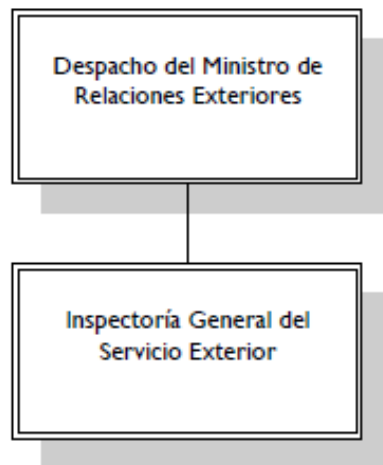 Despacho del Ministro de
Relaciones Exteriores
Inspectoría General del
Servicio Exterior